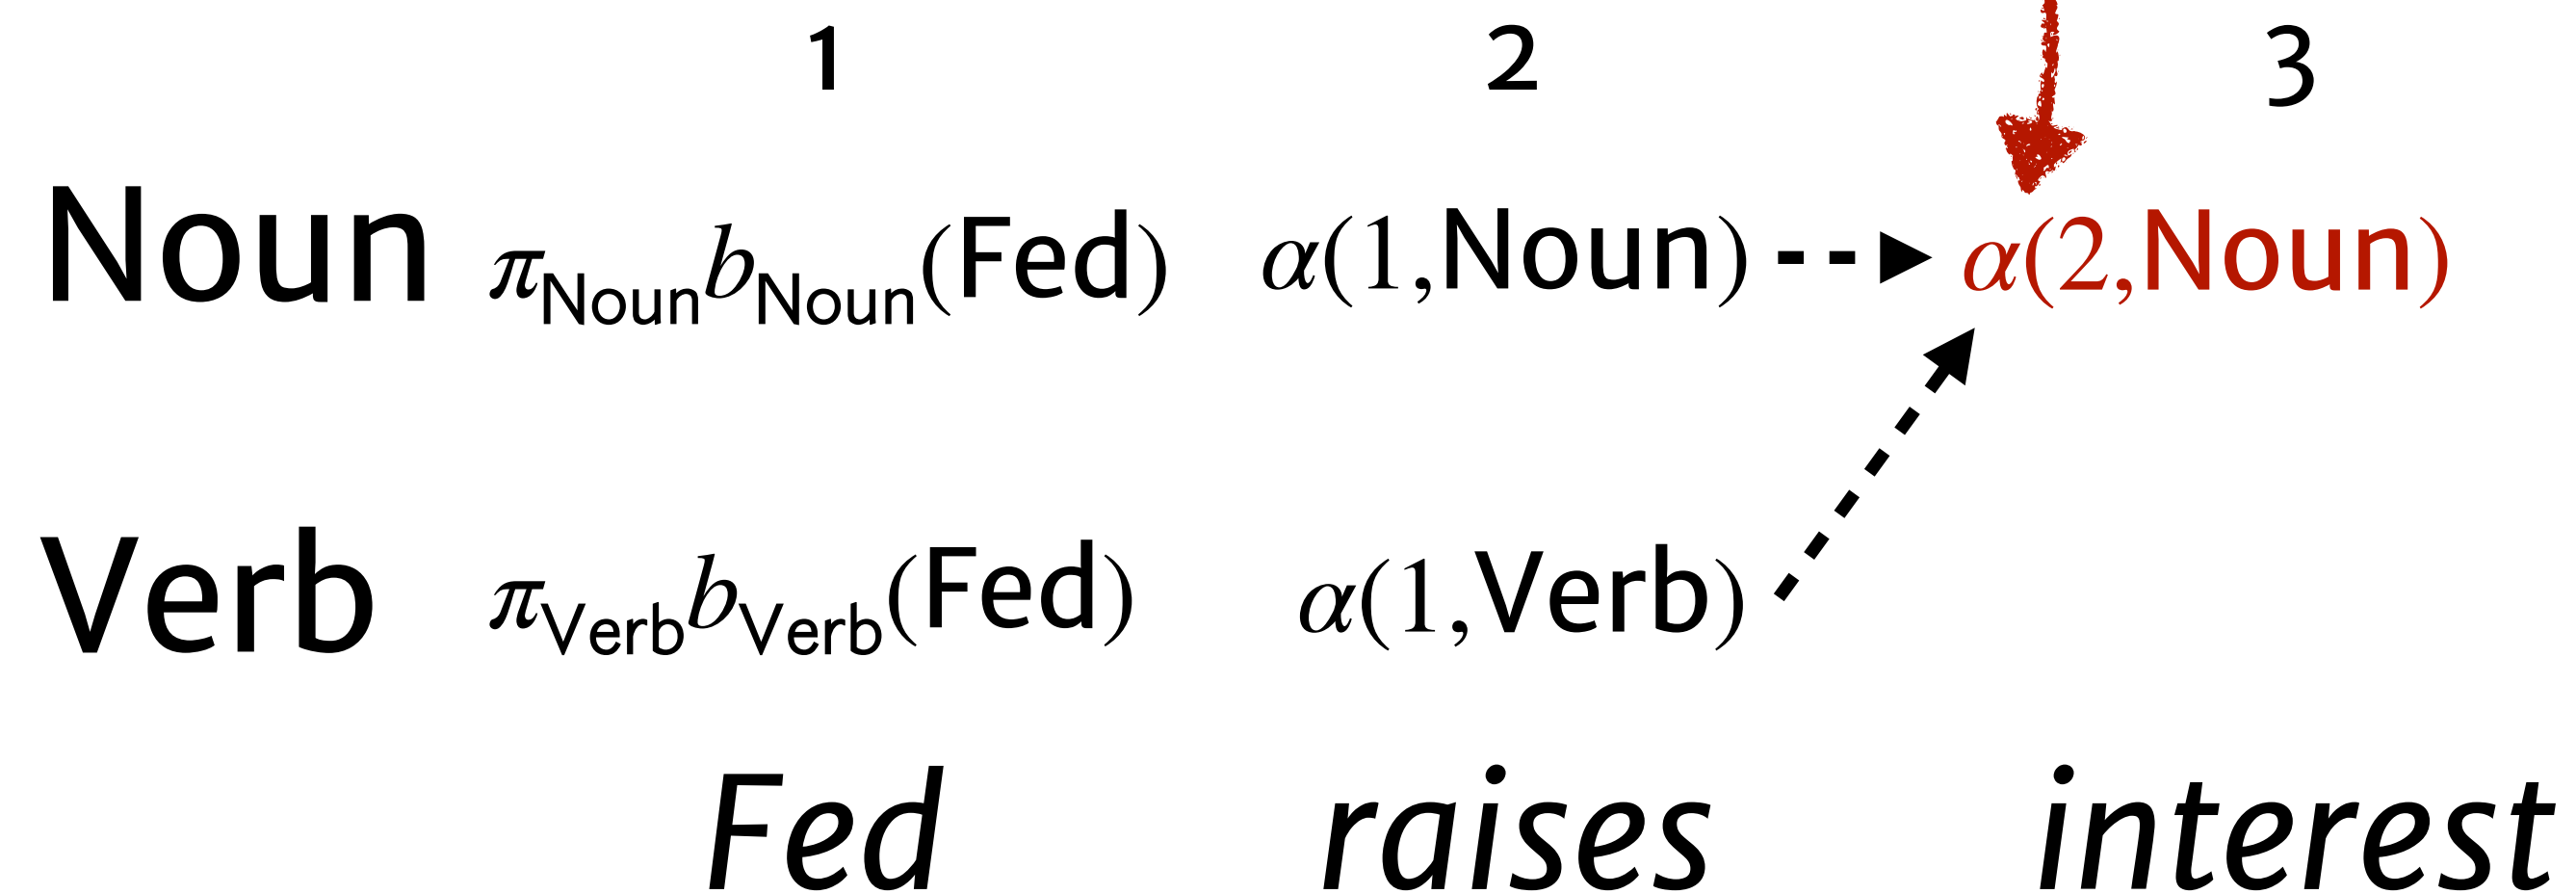 1 2 3
Noun π_Noun b_Noun(Fed) α(1,Noun) α(2,Noun)
Verb π_Verb b_Verb(Fed) α(1,Verb)
Fed raises interest